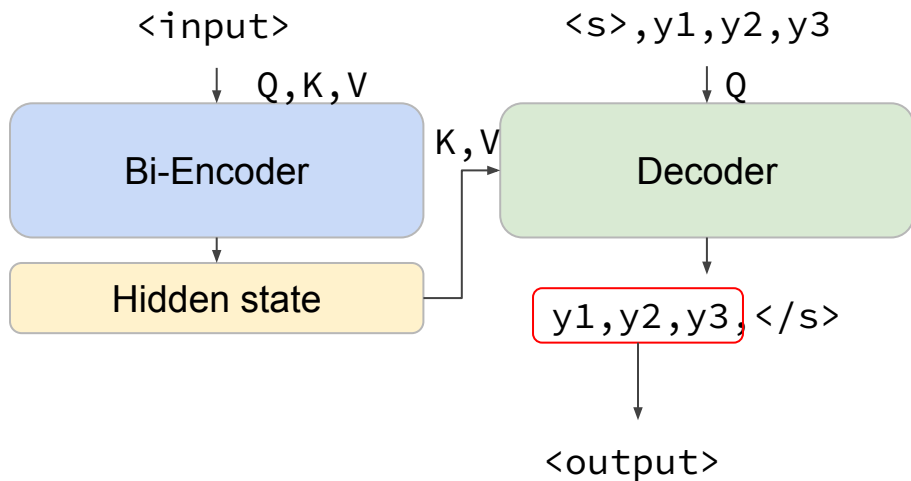 <input>
<s>,y1,y2,y3
Q,K,V
Q
Bi-Encoder
K,V
Decoder
Hidden state
y1,y2,y3,</s>
<output>